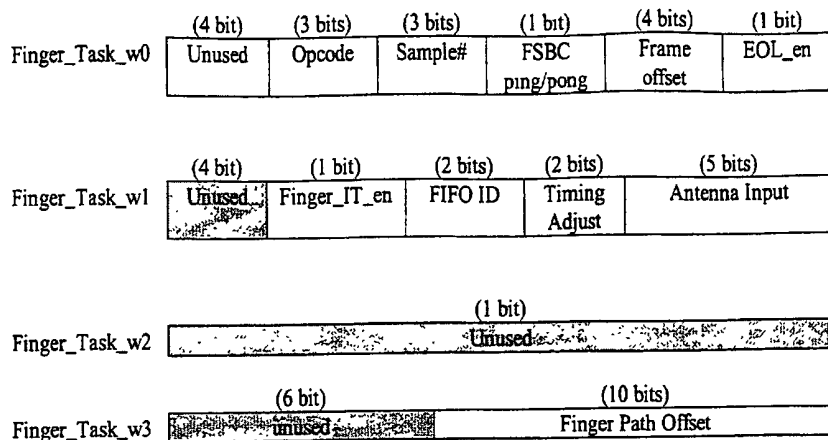 (4 bit) (3 bits) (3 bits) (1 bit) (4 bits) (1 bit)
Finger_Task_w0 Unused Opcode Sample# FSBC Frame EOL_en
ping/pong offset
(4 bit) (1 bit) (2 bits) (2 bits) (5 bits)
Finger_Task_w1 Unused Finger_IT_en FIFO ID Timing Antenna Input
Adjust
(1 bit)
Finger_Task_w2 Unused
(6 bit) (10 bits)
Finger_Task_w3 unused Finger Path Offset